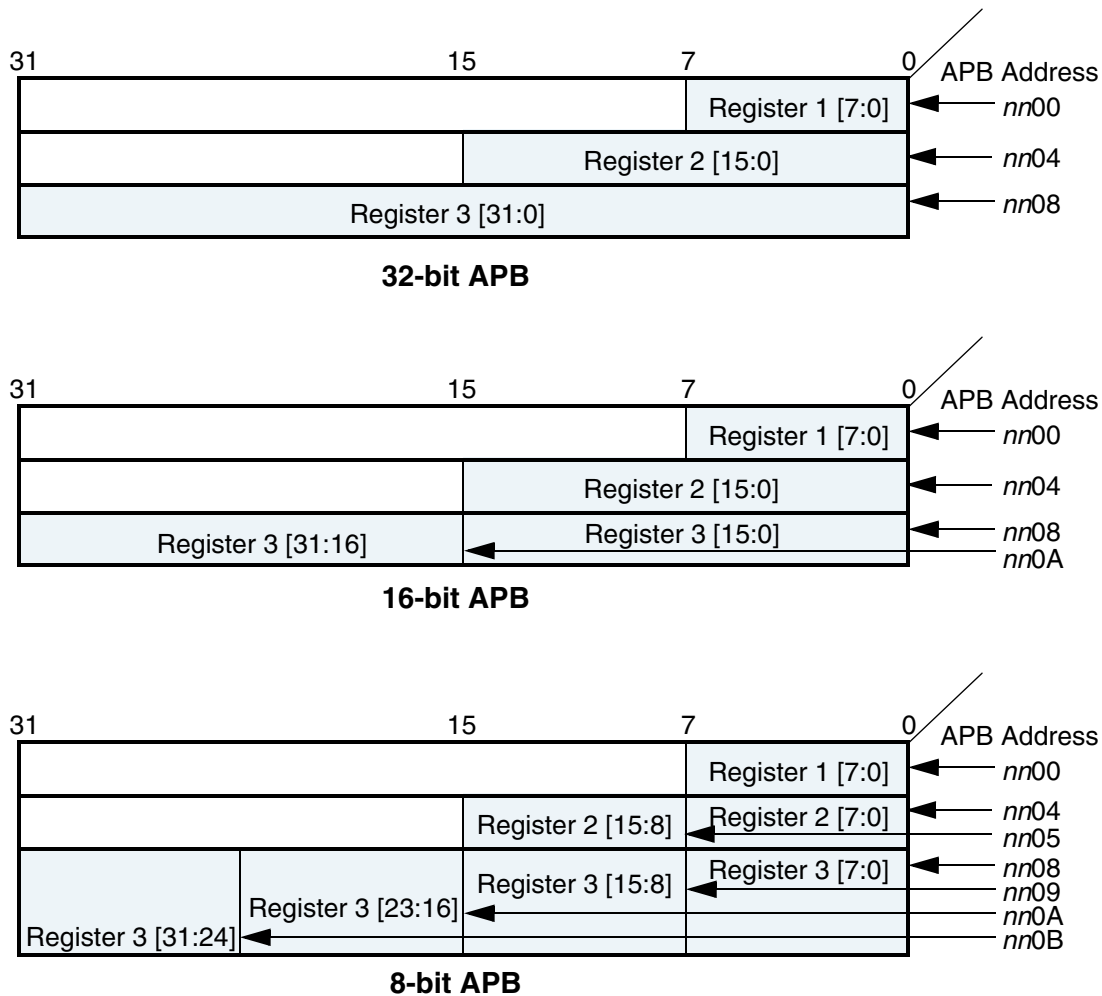 31 15 7 0
APB Address
Register 1 [7:0] nn00
Register 2 [15:0] nn04
Register 3 [31:0] nn08
32-bit APB
31 15 7 0
APB Address
Register 1 [7:0] nn00
Register 2 [15:0] nn04
Register 3 [31:16] Register 3 [15:0] nn08
nn0A
16-bit APB
31 15 7 0
APB Address
Register 1 [7:0] nn00
Register 2 [15:8] Register 2 [7:0] nn04
nn05
Register 3 [15:8] Register 3 [7:0] nn08
nn09
Register 3 [23:16] nn0A
Register 3 [31:24] nn0B
8-bit APB